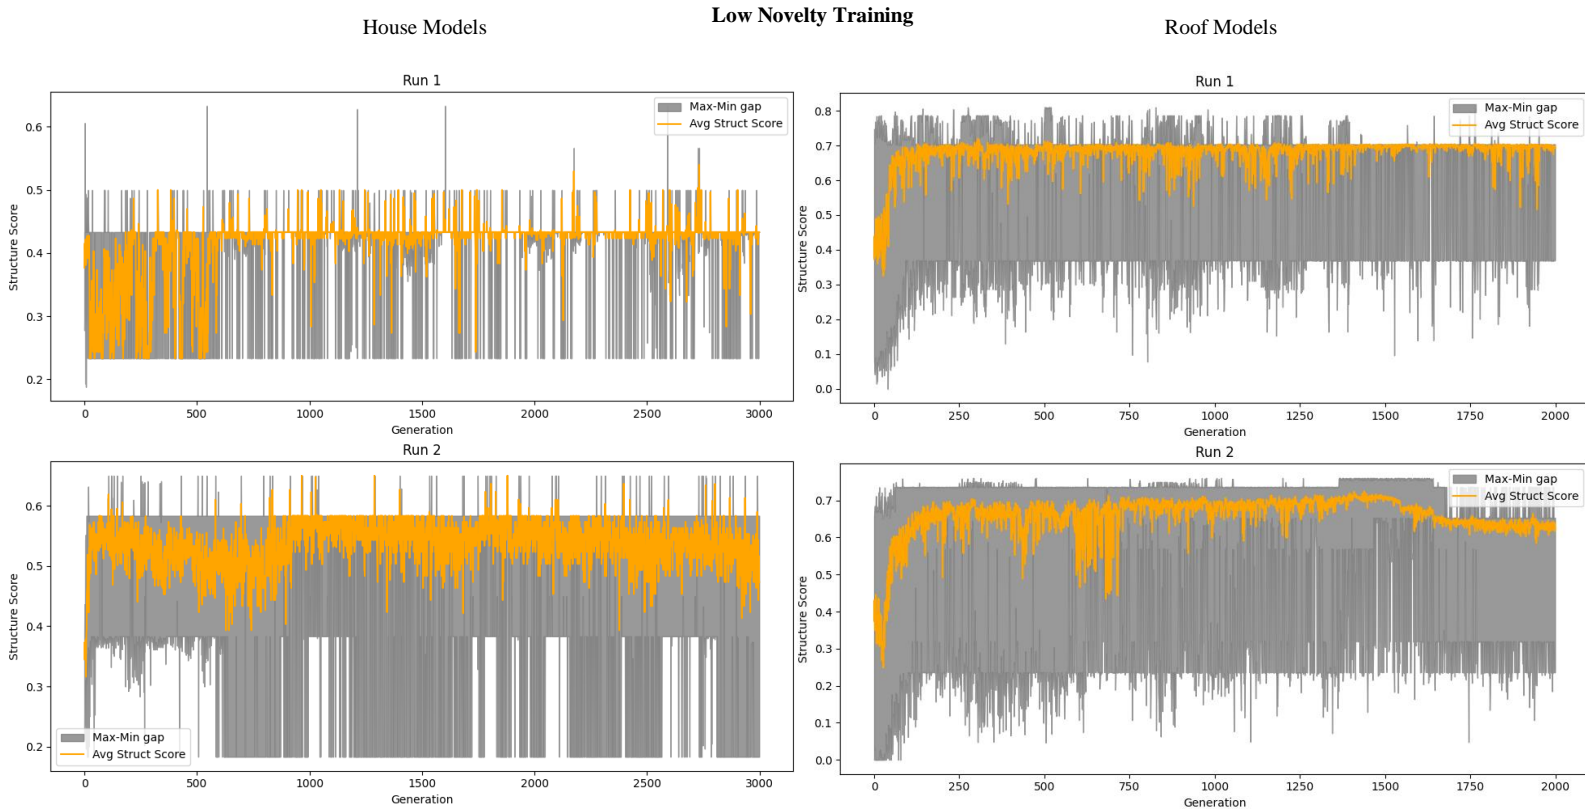 Low Novelty Training
House Models
Roof Models
Run 1
Max-Min gap
Avg Struct Score
Structure Score
0.6
0.5
0.4
0.3
0.2
0
500
1000
1500
2000
2500
3000
Generation
Run 1
Max-Min gap
Avg Struct Score
Structure Score
0.8
0.7
0.6
0.5
0.4
0.3
0.2
0.1
0.0
0
250
500
750
1000
1250
1500
1750
2000
Generation
Run 2
Structure Score
0.6
0.5
0.4
0.3
0.2
Max-Min gap
Avg Struct Score
0
500
1000
1500
2000
2500
3000
Generation
Run 2
Max-Min gap
Avg Struct Score
Structure Score
0.7
0.6
0.5
0.4
0.3
0.2
0.1
0.0
0
250
500
750
1000
1250
1500
1750
2000
Generation